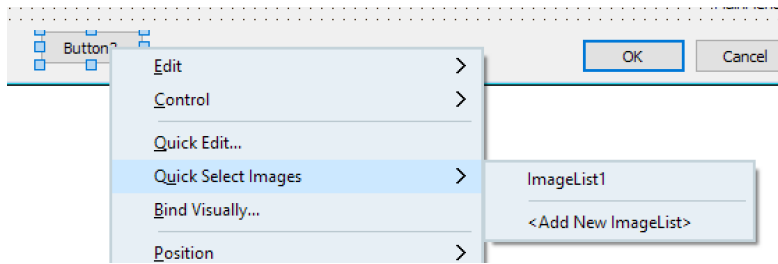 Button2
OK
Cancel
Edit
Control
Quick Edit...
Quick Select Images
ImageList1
Bind Visually...
<Add New ImageList>
Position